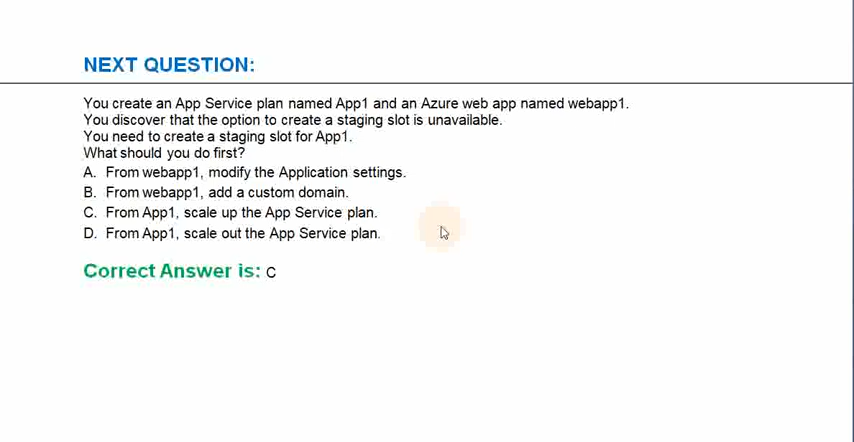 NEXT QUESTION:
You create an App Service plan named App1 and an Azure web app named webapp1.
You discover that the option to create a staging slot is unavailable.
You need to create a staging slot for App1.
What should you do first?
A. From webapp1, modify the Application settings.
B. From webapp1, add a custom domain.
C. From App1, scale up the App Service plan.
D. From App1, scale out the App Service plan.
Correct Answer is: C